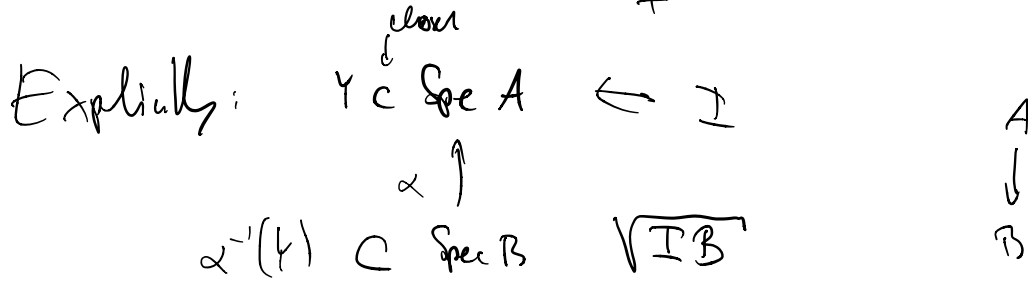 closed
Explicitly: Y ⊂ Spec A ← I A
α ↑ ↓
α⁻¹(Y) ⊂ Spec B √(IB) B